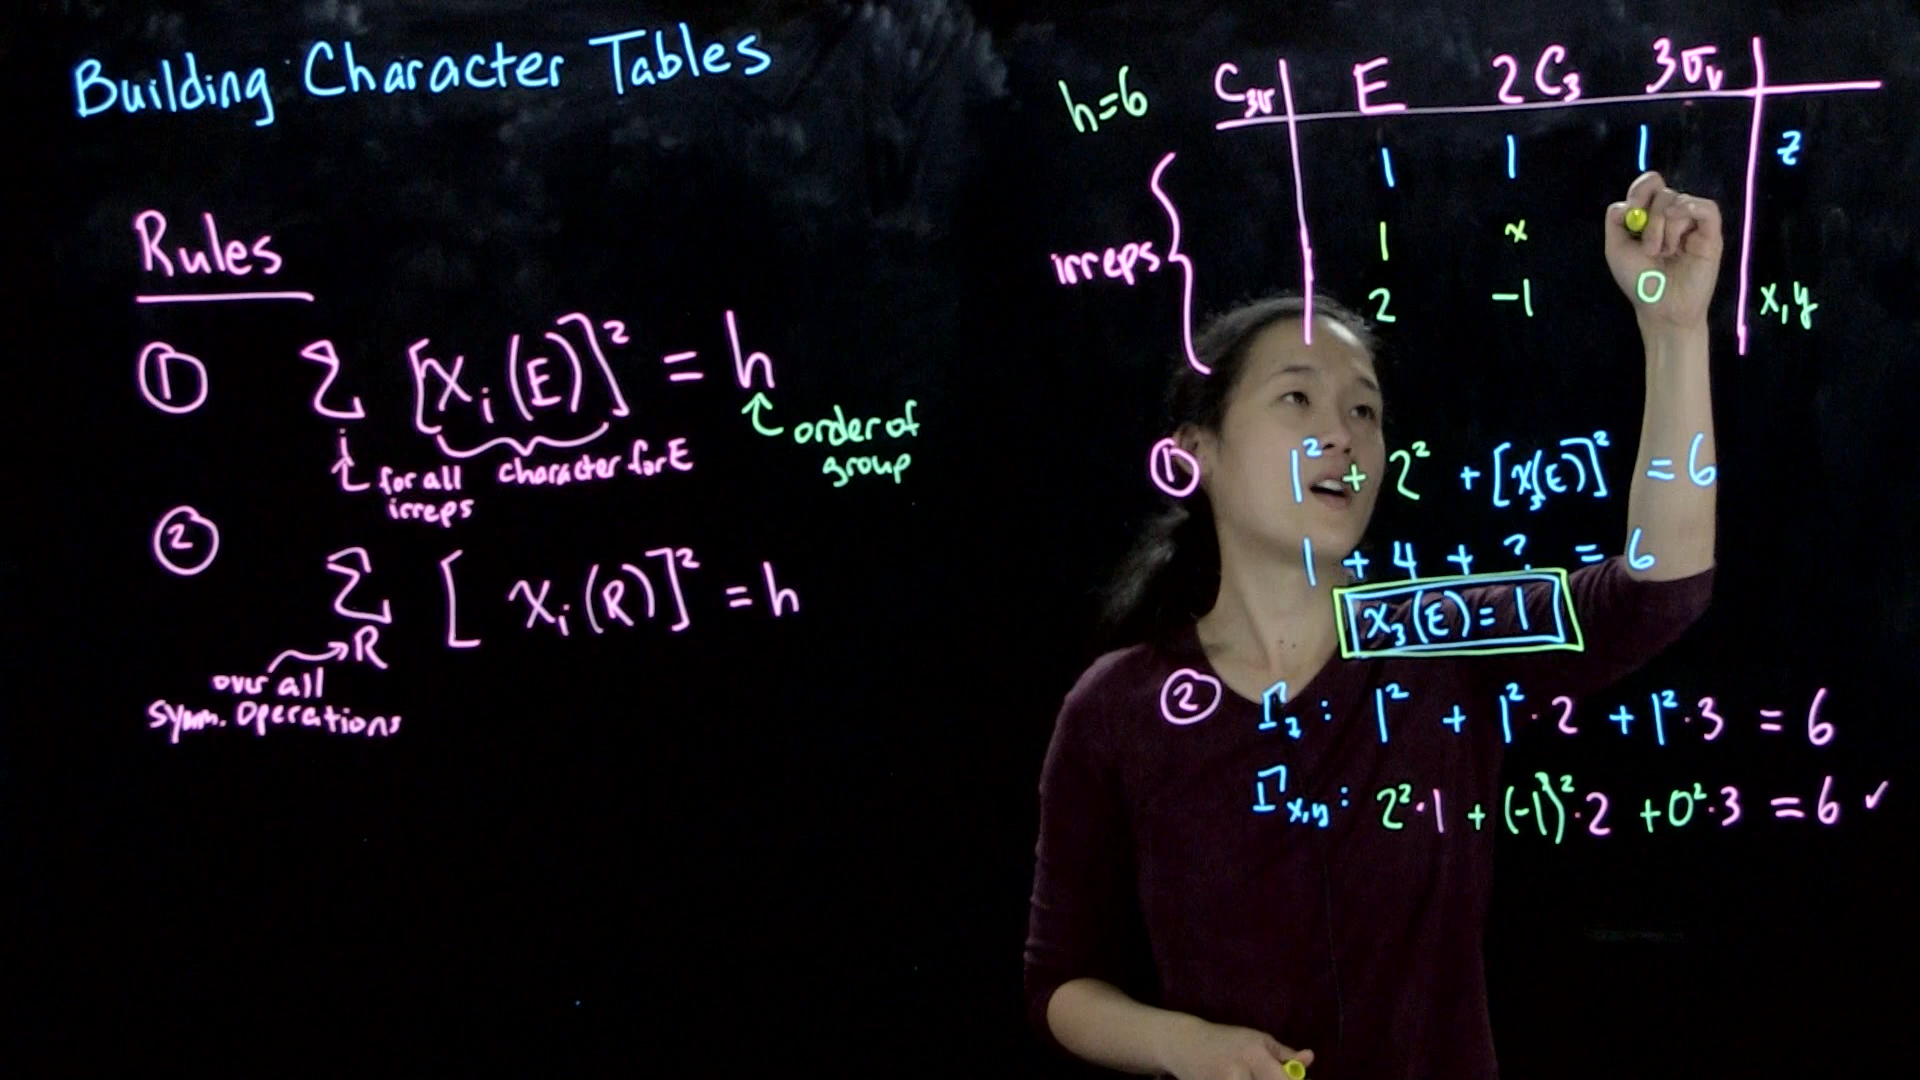 Building Character Tables
Rules
① Σ [χᵢ(E)]² = h
i
for all irreps
character for E
order of group
② Σ [χᵢ(R)]² = h
R
over all
Symm. Operations
h=6
C₃ᵥ E 2C₃ 3σᵥ
1 1 1 z
1 x
2 -1 0 x,y
irreps
① 1² + 2² + [χ₃(E)]² = 6
1 + 4 + ? = 6
χ₃(E) = 1
② Γz: 1² + 1²·2 + 1²·3 = 6
Γx,y: 2²·1 + (-1)²·2 + 0²·3 = 6 ✓